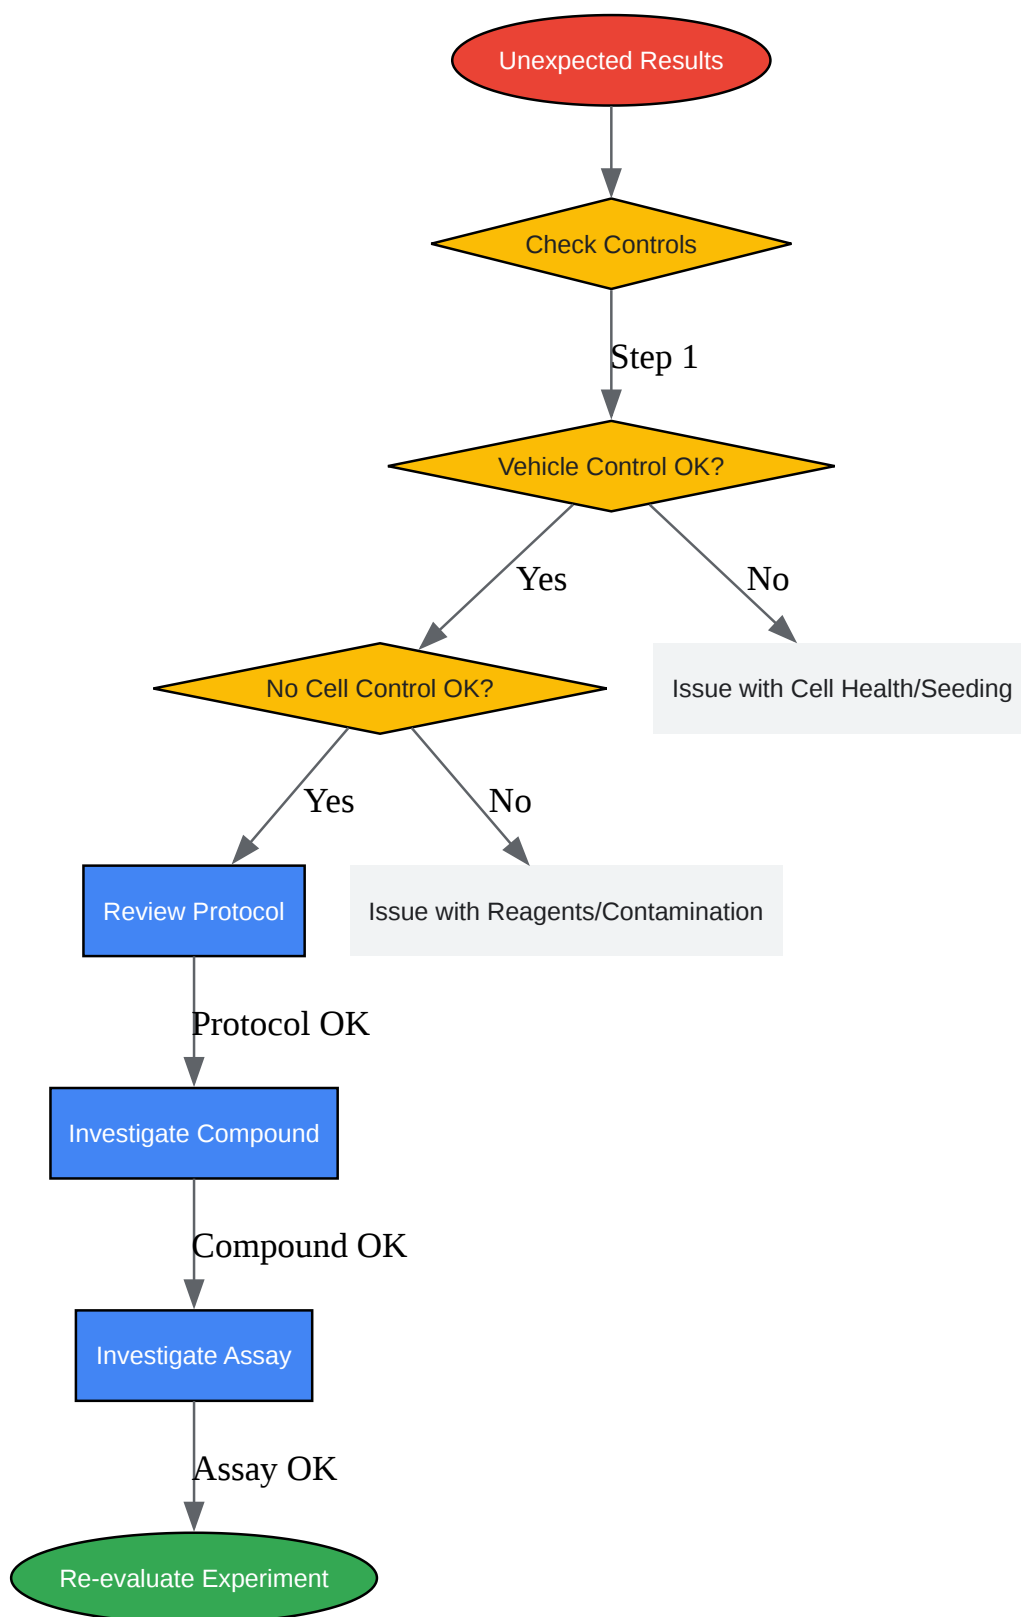 Unexpected Results
Check Controls
Step 1
Vehicle Control OK?
Yes
No
No Cell Control OK?
Issue with Cell Health/Seeding
Yes
No
Review Protocol
Issue with Reagents/Contamination
Protocol OK
Investigate Compound
Compound OK
Investigate Assay
Assay OK
Re-evaluate Experiment